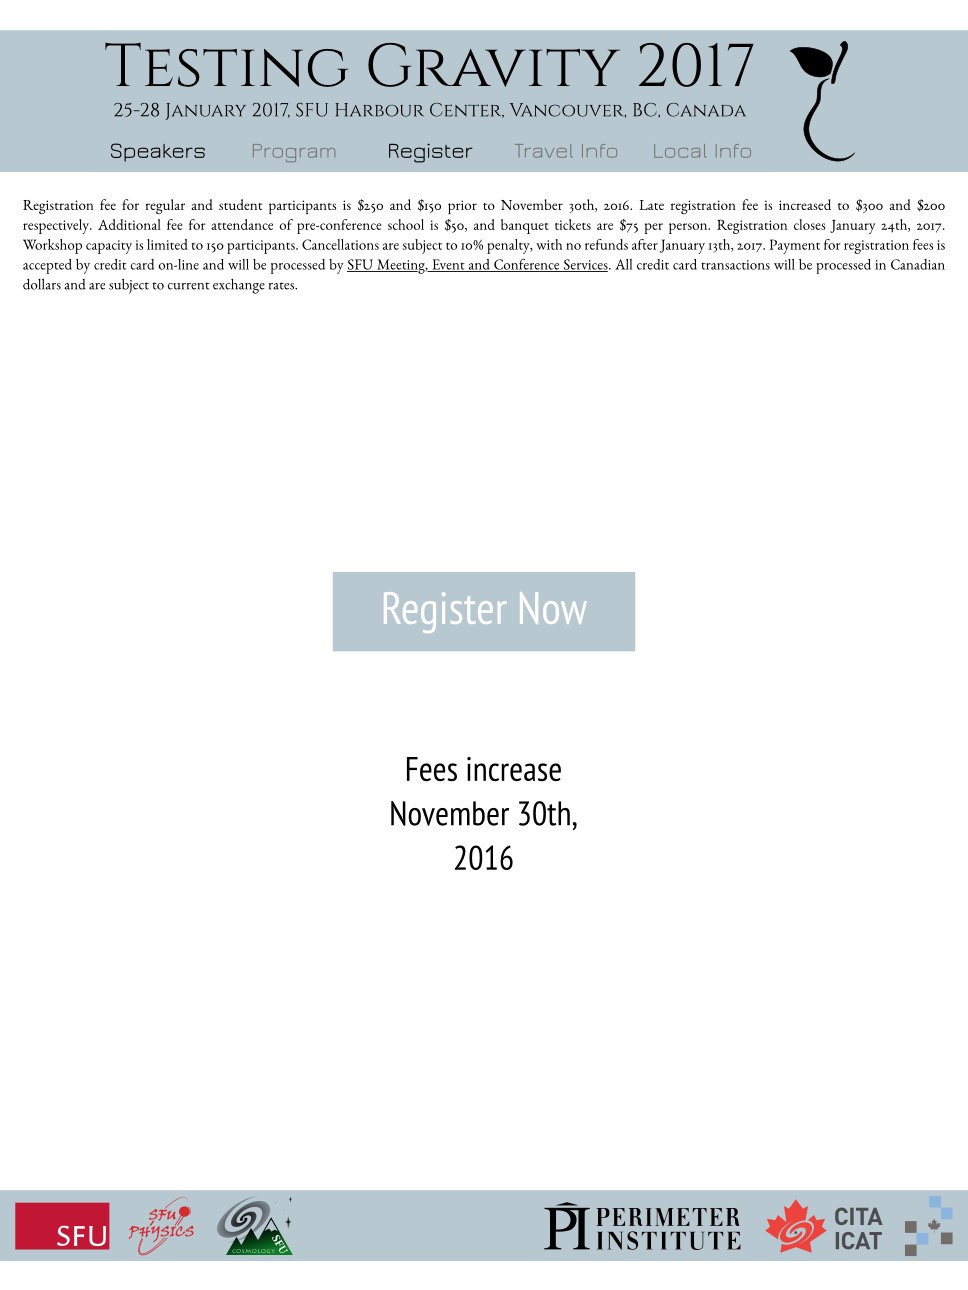 Testing Gravity 2017
25-28 January 2017, SFU Harbour Center, Vancouver, BC, Canada
Speakers Program Register Travel Info Local Info
Registration fee for regular and student participants is $250 and $150 prior to November 30th, 2016. Late registration fee is increased to $300 and $200
respectively. Additional fee for attendance of pre-conference school is $50, and banquet tickets are $75 per person. Registration closes January 24th, 2017.
Workshop capacity is limited to 150 participants. Cancellations are subject to 10% penalty, with no refunds after January 13th, 2017. Payment for registration fees is
accepted by credit card on-line and will be processed by SFU Meeting, Event and Conference Services. All credit card transactions will be processed in Canadian
dollars and are subject to current exchange rates.
Register Now
Fees increase
November 30th,
2016
SFU
SFU
PHYSICS
COSMOLOGY
SFU
PI PERIMETER
INSTITUTE
CITA
ICAT